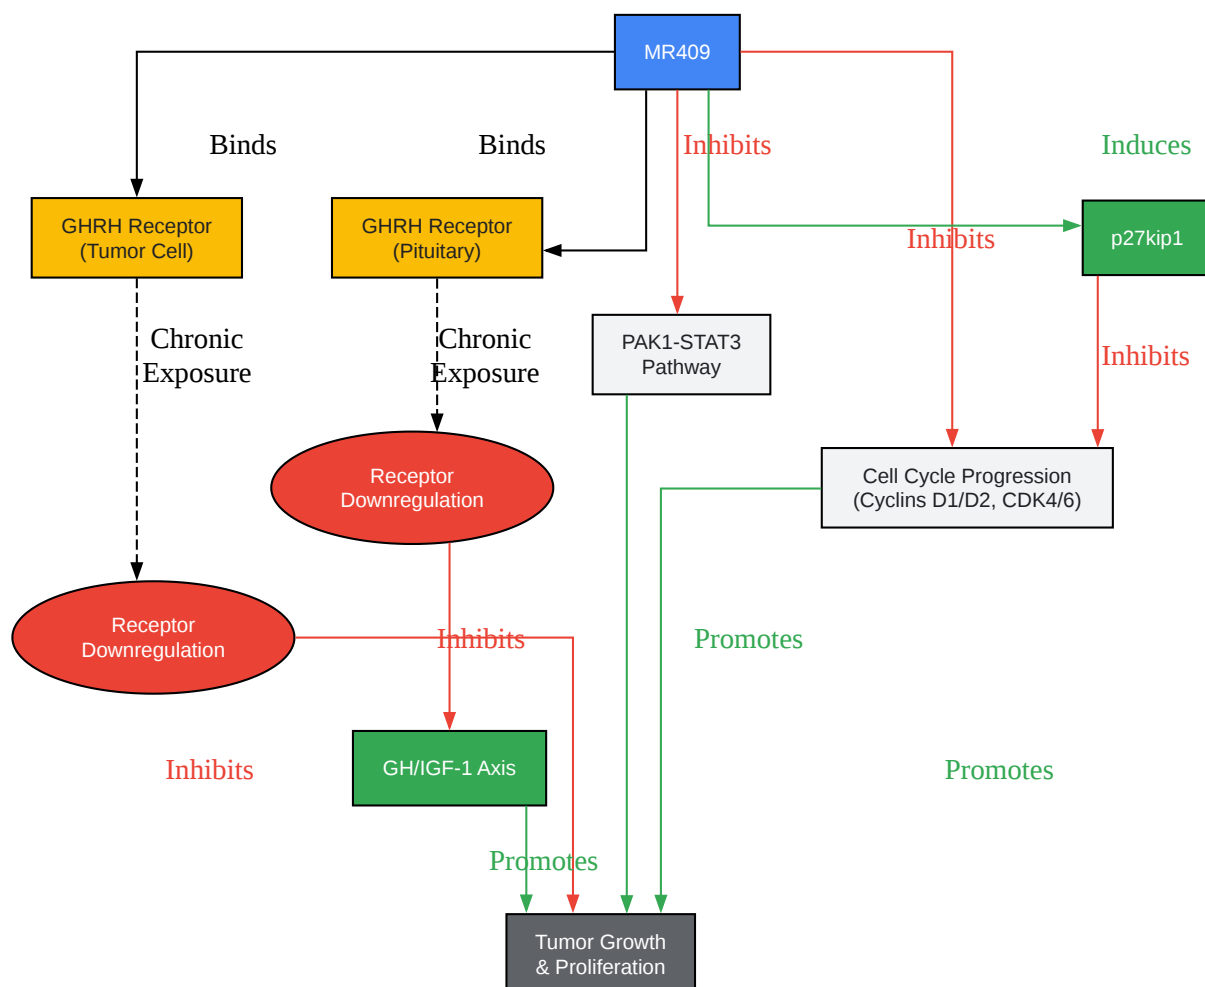 MR409
Binds
Binds
Inhibits
Induces
GHRH Receptor
(Tumor Cell)
GHRH Receptor
(Pituitary)
Inhibits
p27kip1
Chronic
Exposure
Chronic
Exposure
PAK1-STAT3
Pathway
Inhibits
Receptor
Downregulation
Cell Cycle Progression
(Cyclins D1/D2, CDK4/6)
Receptor
Downregulation
Inhibits
Promotes
Inhibits
GH/IGF-1 Axis
Promotes
Promotes
Tumor Growth
& Proliferation